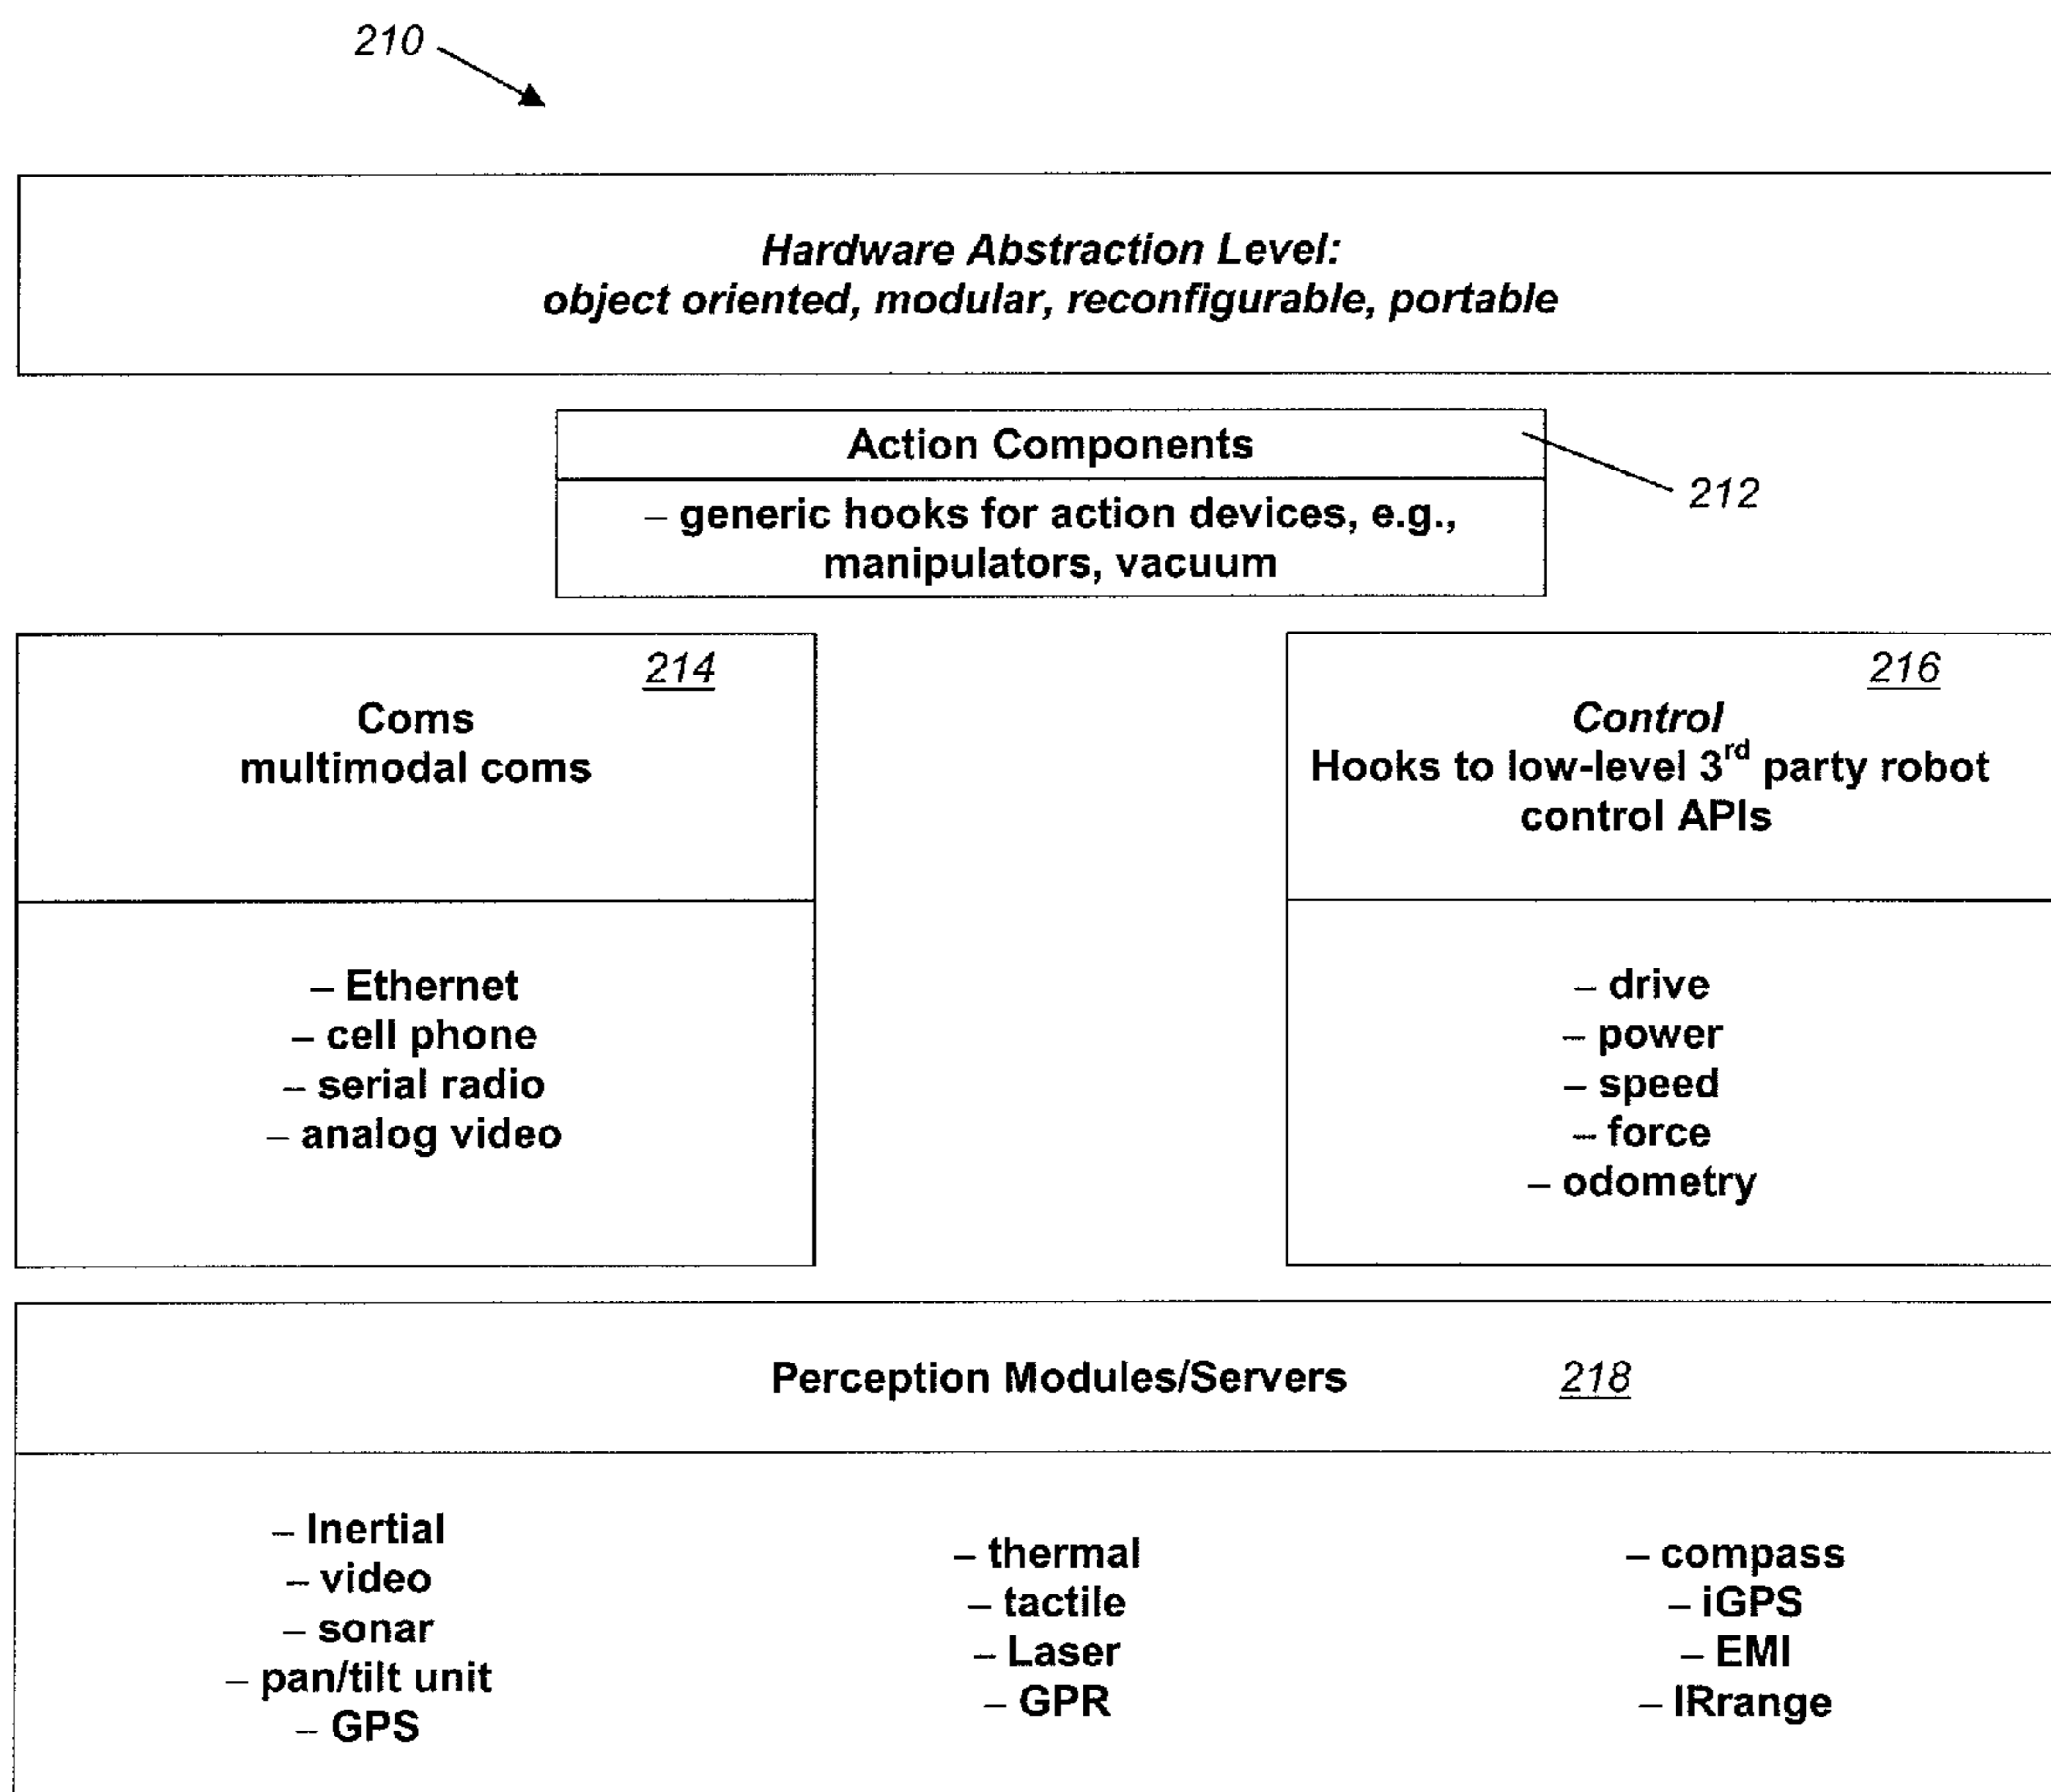 210
Hardware Abstraction Level:
object oriented, modular, reconfigurable, portable
Action Components
212
– generic hooks for action devices, e.g.,
manipulators, vacuum
214
Coms
multimodal coms
– Ethernet
– cell phone
– serial radio
– analog video
216
Control
Hooks to low-level 3rd party robot
control APIs
– drive
– power
– speed
– force
– odometry
Perception Modules/Servers 218
– Inertial
– video
– sonar
– pan/tilt unit
– GPS
– thermal
– tactile
– Laser
– GPR
– compass
– iGPS
– EMI
– IRrange